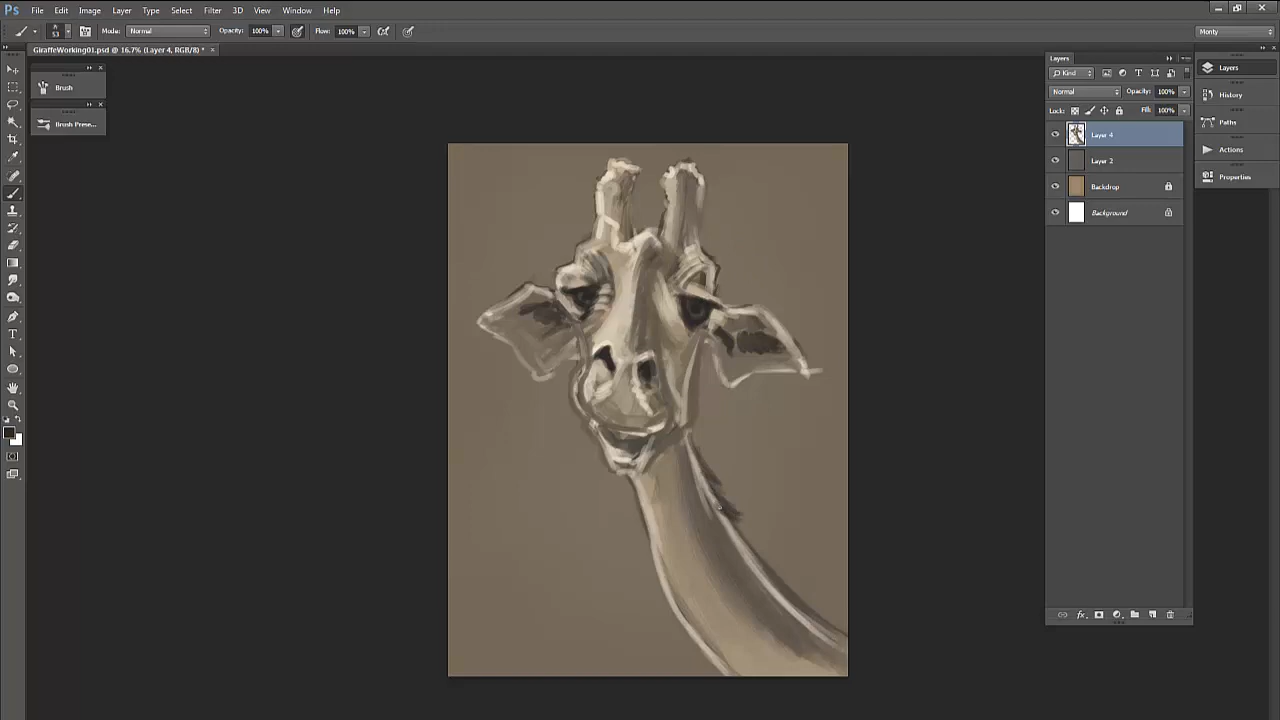 Ps File Edit Image Layer Type Select Filter 3D View Window Help
53 Mode: Normal Opacity: 100% Flow: 100% Monty
GiraffeWorking01.psd @ 16.7% (Layer 4, RGB/8) *
Brush
Brush Prese...
Layers
Kind
Normal Opacity: 100%
Lock: Fill: 100%
Layer 4
Layer 2
Backdrop
Background
Layers
History
Paths
Actions
Properties